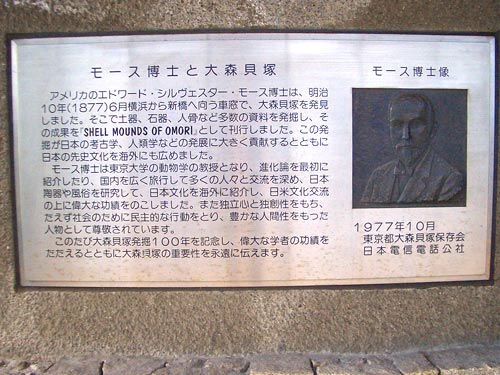 モース博士と大森貝塚
アメリカのエドワード・シルヴェスター・モース博士は、明治
10年(1877)6月横浜から新橋へ向う車窓で、大森貝塚を発見
しました。そこで土器、石器、人骨など多数の資料を発掘し、そ
の成果を「SHELL MOUNDS OF OMORI」として刊行しました。この発
掘が日本の考古学、人類学などの発展に大きく貢献するとともに
日本の先史文化を海外にも広めました。
モース博士は東京大学の動物学の教授となり、進化論を最初に
紹介したり、国内を広く旅行して多くの人々と交流を深め、日本
陶器や風俗を研究して、日本文化を海外に紹介し、日米文化交流
の上に偉大な功績をのこしました。また独立心と独創性をもち、
たえず社会のために民主的な行動をとり、豊かな人間性をもった
人物として尊敬されています。
このたび大森貝塚発掘100年を記念し、偉大な学者の功績を
たたえるとともに大森貝塚の重要性を永遠に伝えます。
モース博士像
1977年10月
東京都大森貝塚保存会
日本電信電話公社